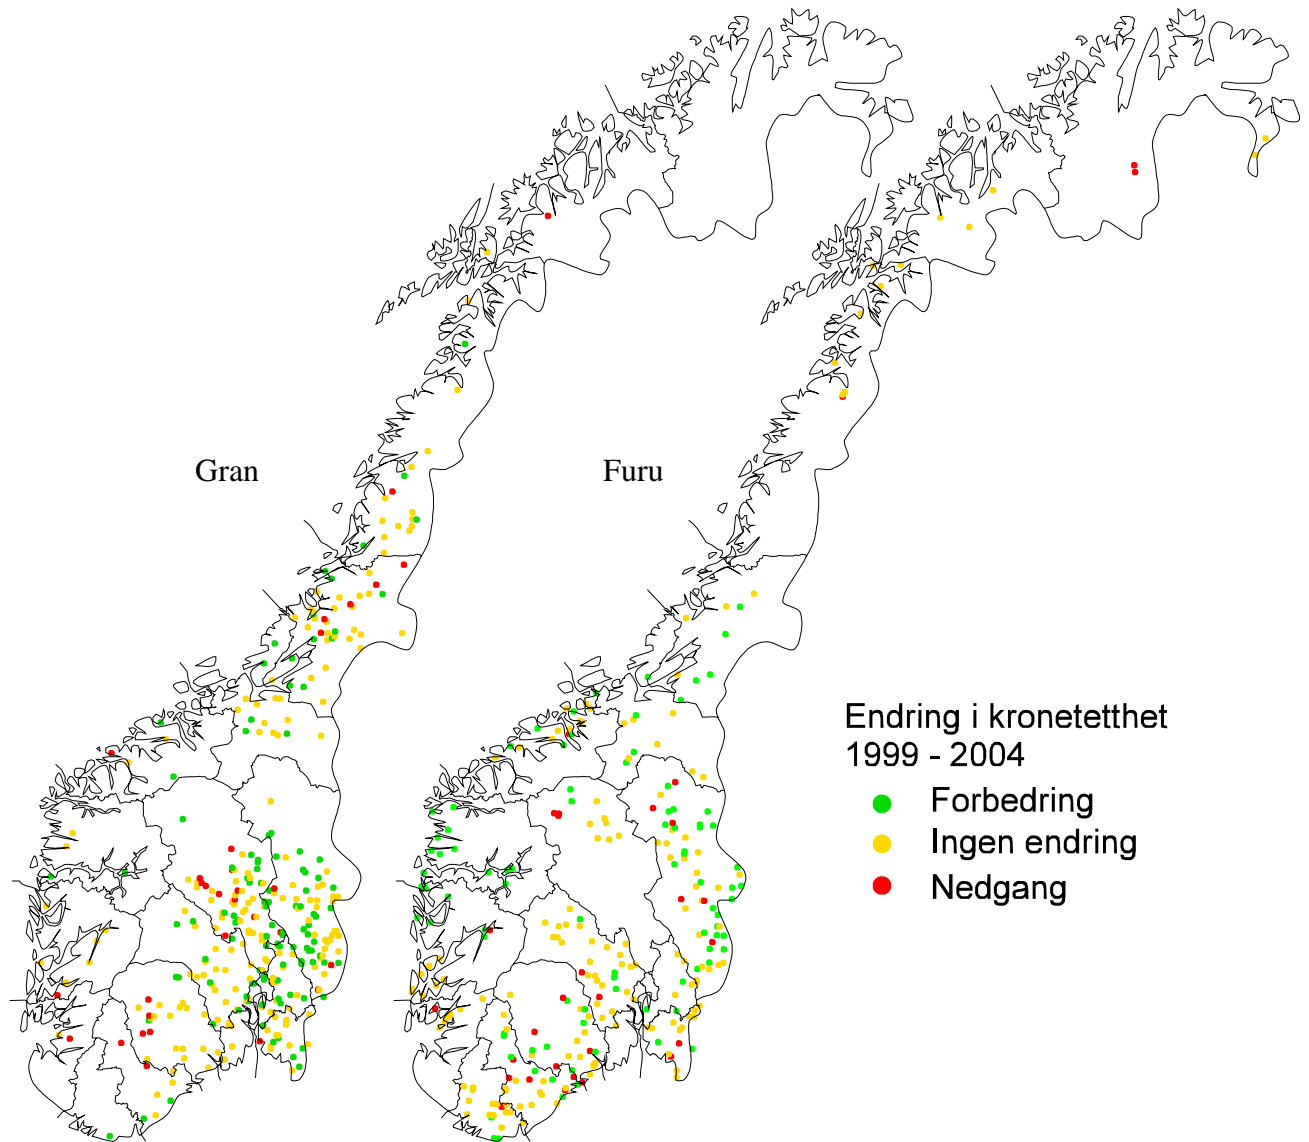 Gran
Furu
Endring i kronetetthet
1999 - 2004
Forbedring
Ingen endring
Nedgang